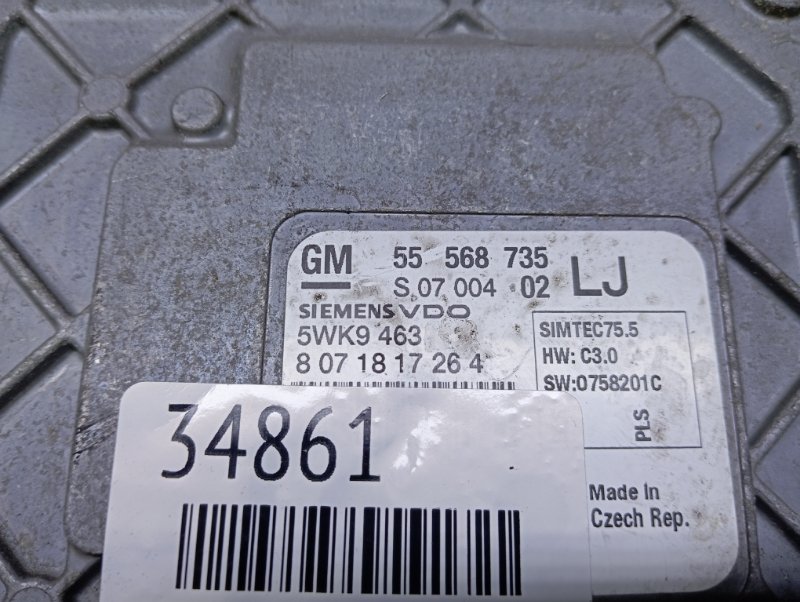 GM 55 568 735 LJ
S 07 004 02
SIEMENS VDO
5WK9 463
8 07 18 17 26 4
SIMTEC75.5
HW: C3.0
SW:0758201C
PLS
34861
Made In
Czech Rep.